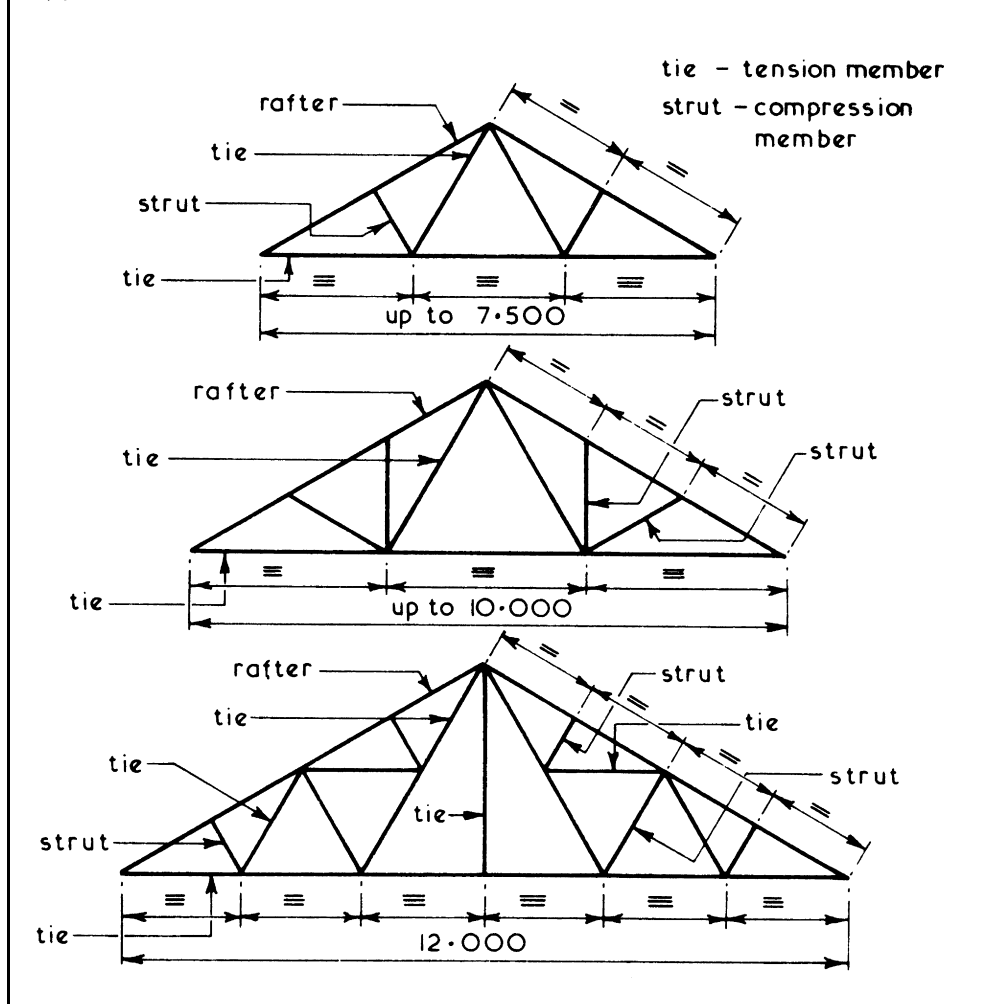 tie – tension member
strut – compression
member
rafter
tie
strut
tie
up to 7·500
rafter
strut
tie
strut
tie
up to 10·000
rafter
strut
tie
tie
tie
strut
tie
strut
tie
12·000